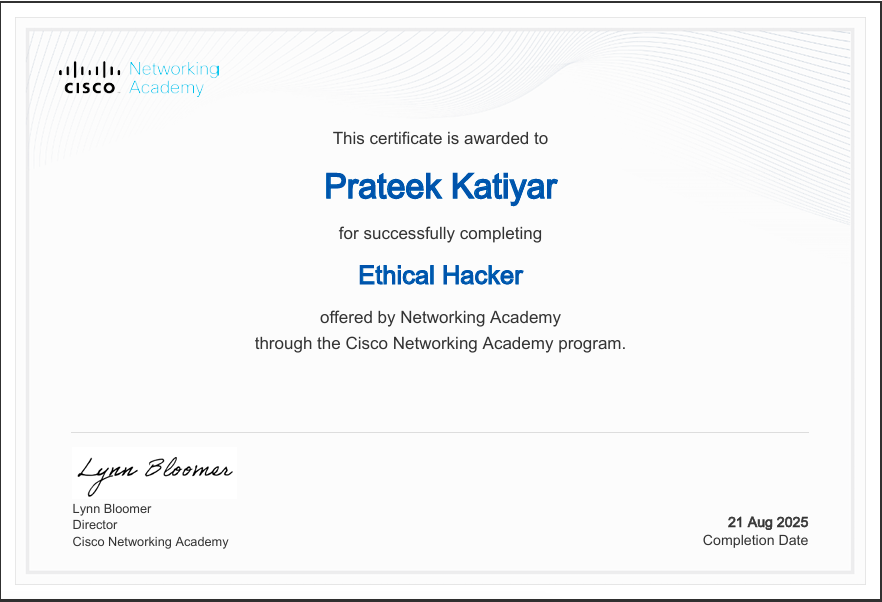 Networking
CISCO Academy
This certificate is awarded to
Prateek Katiyar
for successfully completing
Ethical Hacker
offered by Networking Academy
through the Cisco Networking Academy program.
Lynn Bloomer
Lynn Bloomer
Director
Cisco Networking Academy
21 Aug 2025
Completion Date